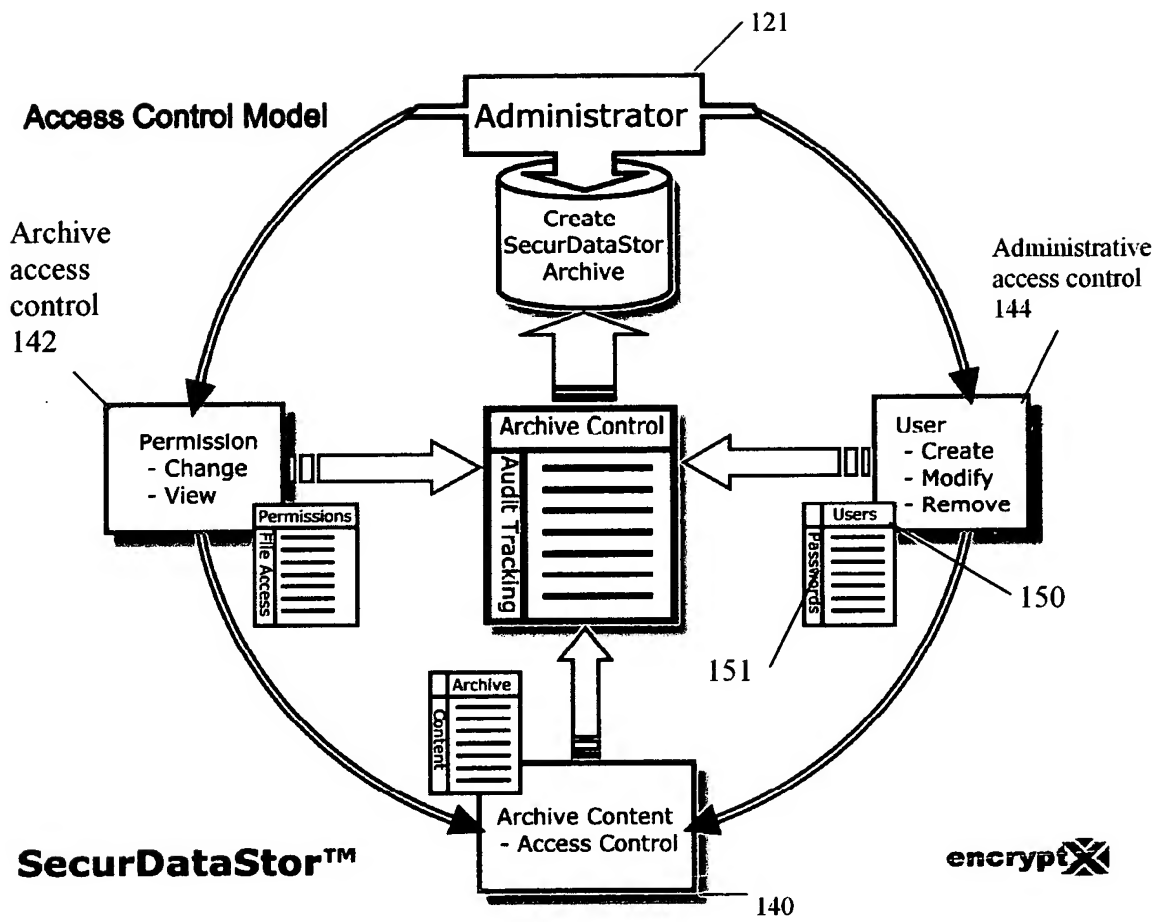 121
Access Control Model
Administrator
Create
SecurDataStor
Archive
Archive
access
control
142
Administrative
access control
144
Permission
- Change
- View
Archive Control
Audit Tracking
User
- Create
- Modify
- Remove
Permissions
File Access
Users
Passwords
150
151
Archive
Content
Archive Content
- Access Control
SecurDataStor™
encryptX
140